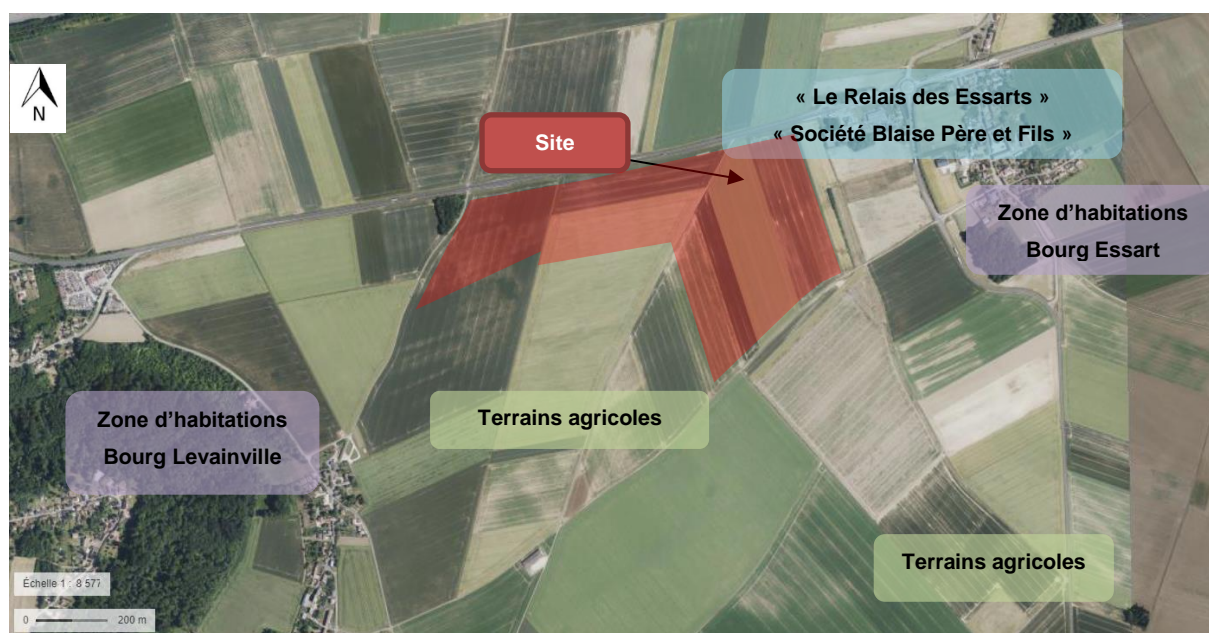 N
« Le Relais des Essarts »
« Société Blaise Père et Fils »
Site
Zone d'habitations
Bourg Essart
Zone d'habitations
Bourg Levainville
Terrains agricoles
Terrains agricoles
Échelle 1 : 8 577
0 200 m